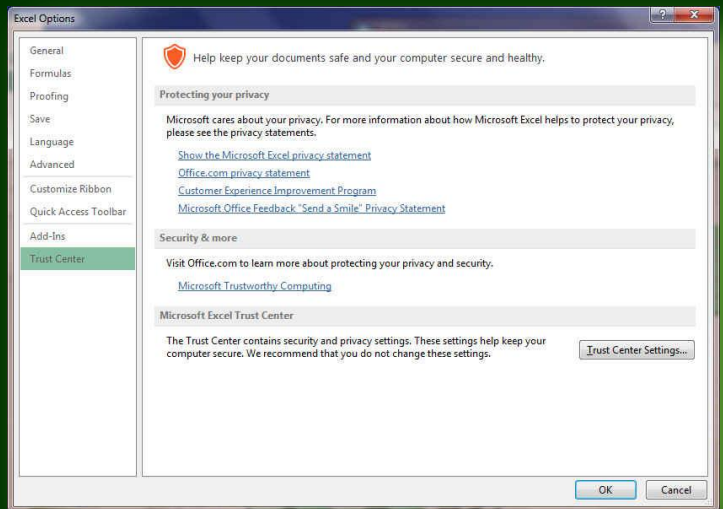 Excel Options
?
X
General
Formulas
Proofing
Save
Language
Advanced
Customize Ribbon
Quick Access Toolbar
Add-Ins
Trust Center
Help keep your documents safe and your computer secure and healthy.
Protecting your privacy
Microsoft cares about your privacy. For more information about how Microsoft Excel helps to protect your privacy,
please see the privacy statements.
Show the Microsoft Excel privacy statement
Office.com privacy statement
Customer Experience Improvement Program
Microsoft Office Feedback "Send a Smile" Privacy Statement
Security & more
Visit Office.com to learn more about protecting your privacy and security.
Microsoft Trustworthy Computing
Microsoft Excel Trust Center
The Trust Center contains security and privacy settings. These settings help keep your
computer secure. We recommend that you do not change these settings.
Trust Center Settings...
OK
Cancel